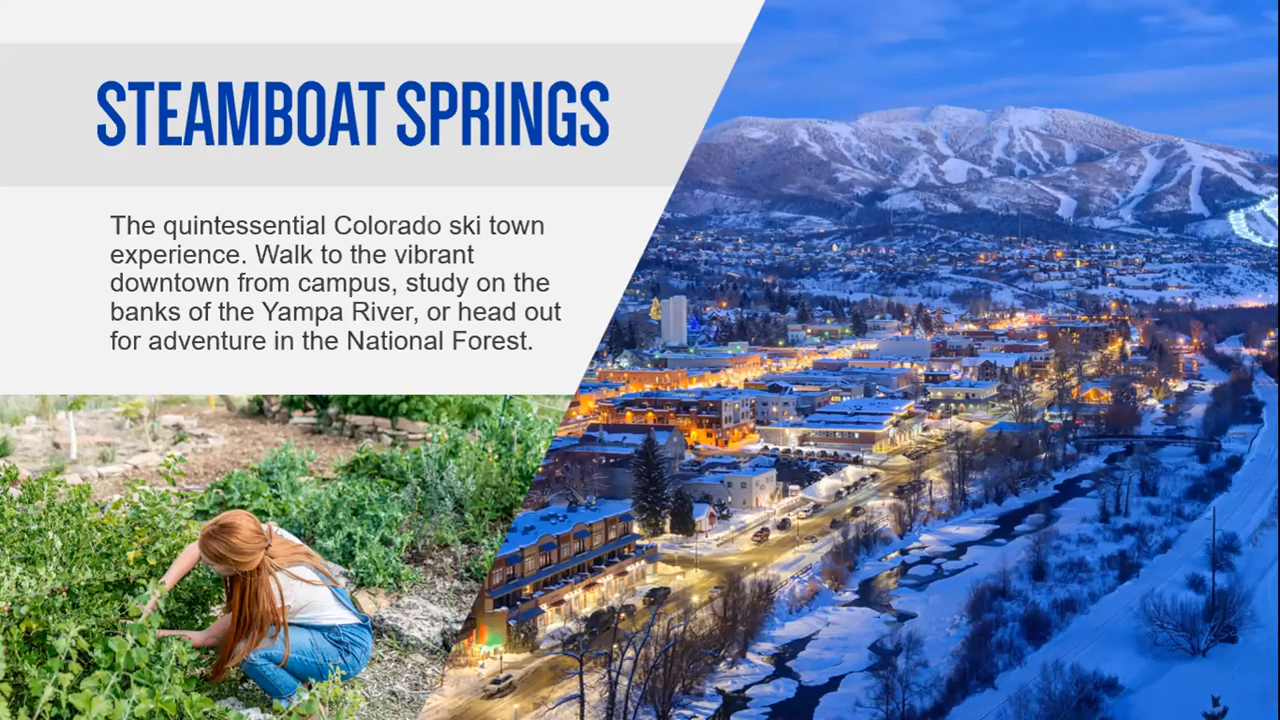 STEAMBOAT SPRINGS
The quintessential Colorado ski town
experience. Walk to the vibrant
downtown from campus, study on the
banks of the Yampa River, or head out
for adventure in the National Forest.